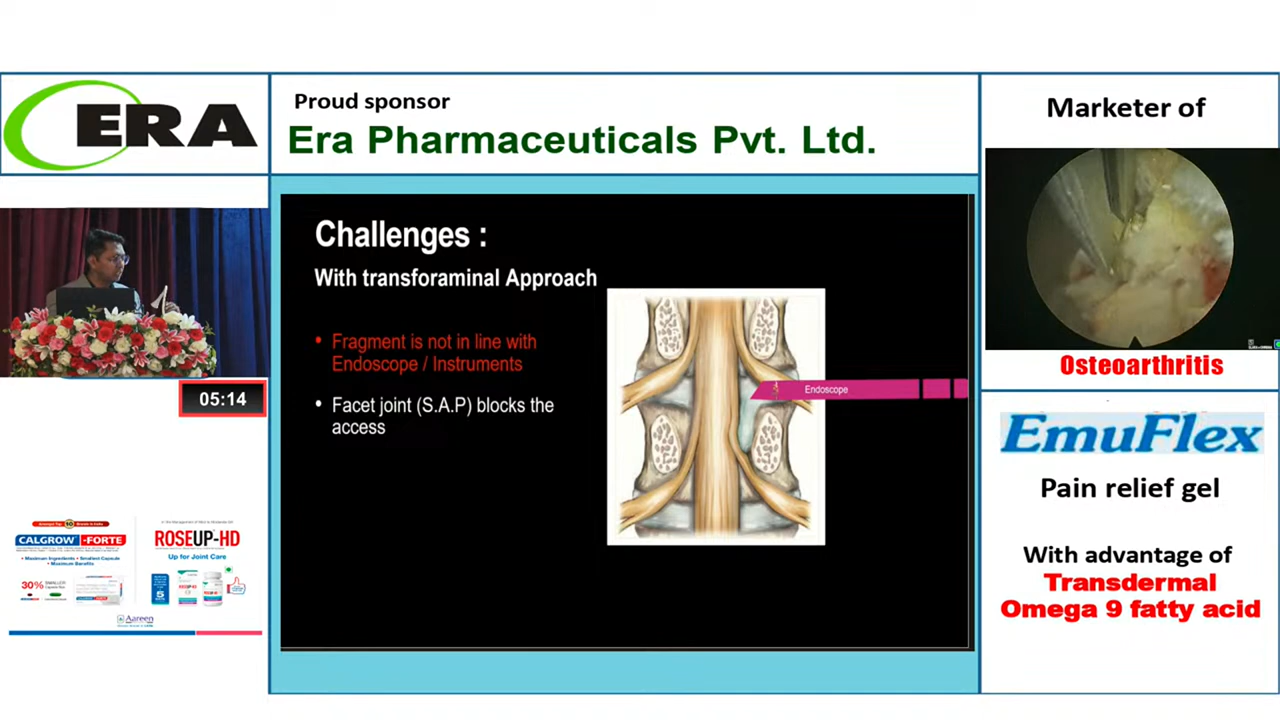 ERA
Proud sponsor
Era Pharmaceuticals Pvt. Ltd.
Marketer of
Challenges :
With transforaminal Approach
• Fragment is not in line with
Endoscope / Instruments
• Facet joint (S.A.P) blocks the
access
Endoscope
05:14
Osteoarthritis
EmuFlex
Pain relief gel
With advantage of
Transdermal
Omega 9 fatty acid
CALGROW-FORTE
• Maximum Ingredients • Smallest Capsule
• Maximum Benefits
30% SMALLER
ROSEUP-HD
Up for Joint Care
5
Aareen